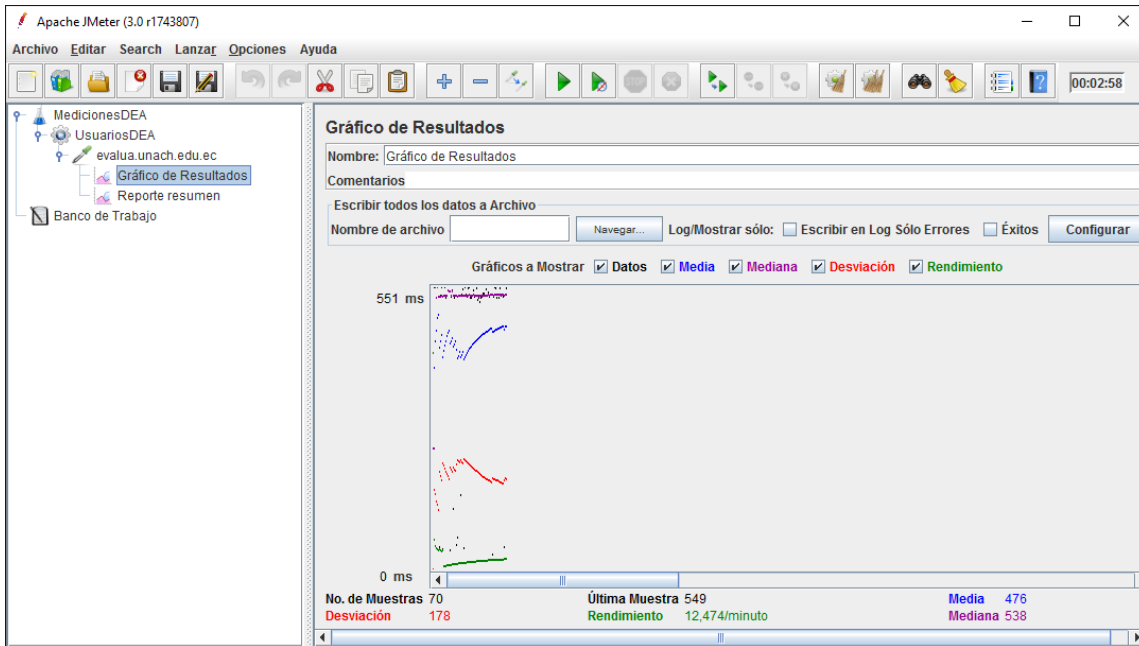 Apache JMeter (3.0 r1743807)
Archivo Editar Search Lanzar Opciones Ayuda
STOP
00:02:58
MedicionesDEA
UsuariosDEA
evalua.unach.edu.ec
Gráfico de Resultados
Reporte resumen
Banco de Trabajo
Gráfico de Resultados
Nombre: Gráfico de Resultados
Comentarios
Escribir todos los datos a Archivo
Nombre de archivo Navegar... Log/Mostrar sólo: Escribir en Log Sólo Errores Éxitos Configurar
Gráficos a Mostrar Datos Media Mediana Desviación Rendimiento
551 ms
0 ms
No. de Muestras 70 Última Muestra 549 Media 476
Desviación 178 Rendimiento 12,474/minuto Mediana 538